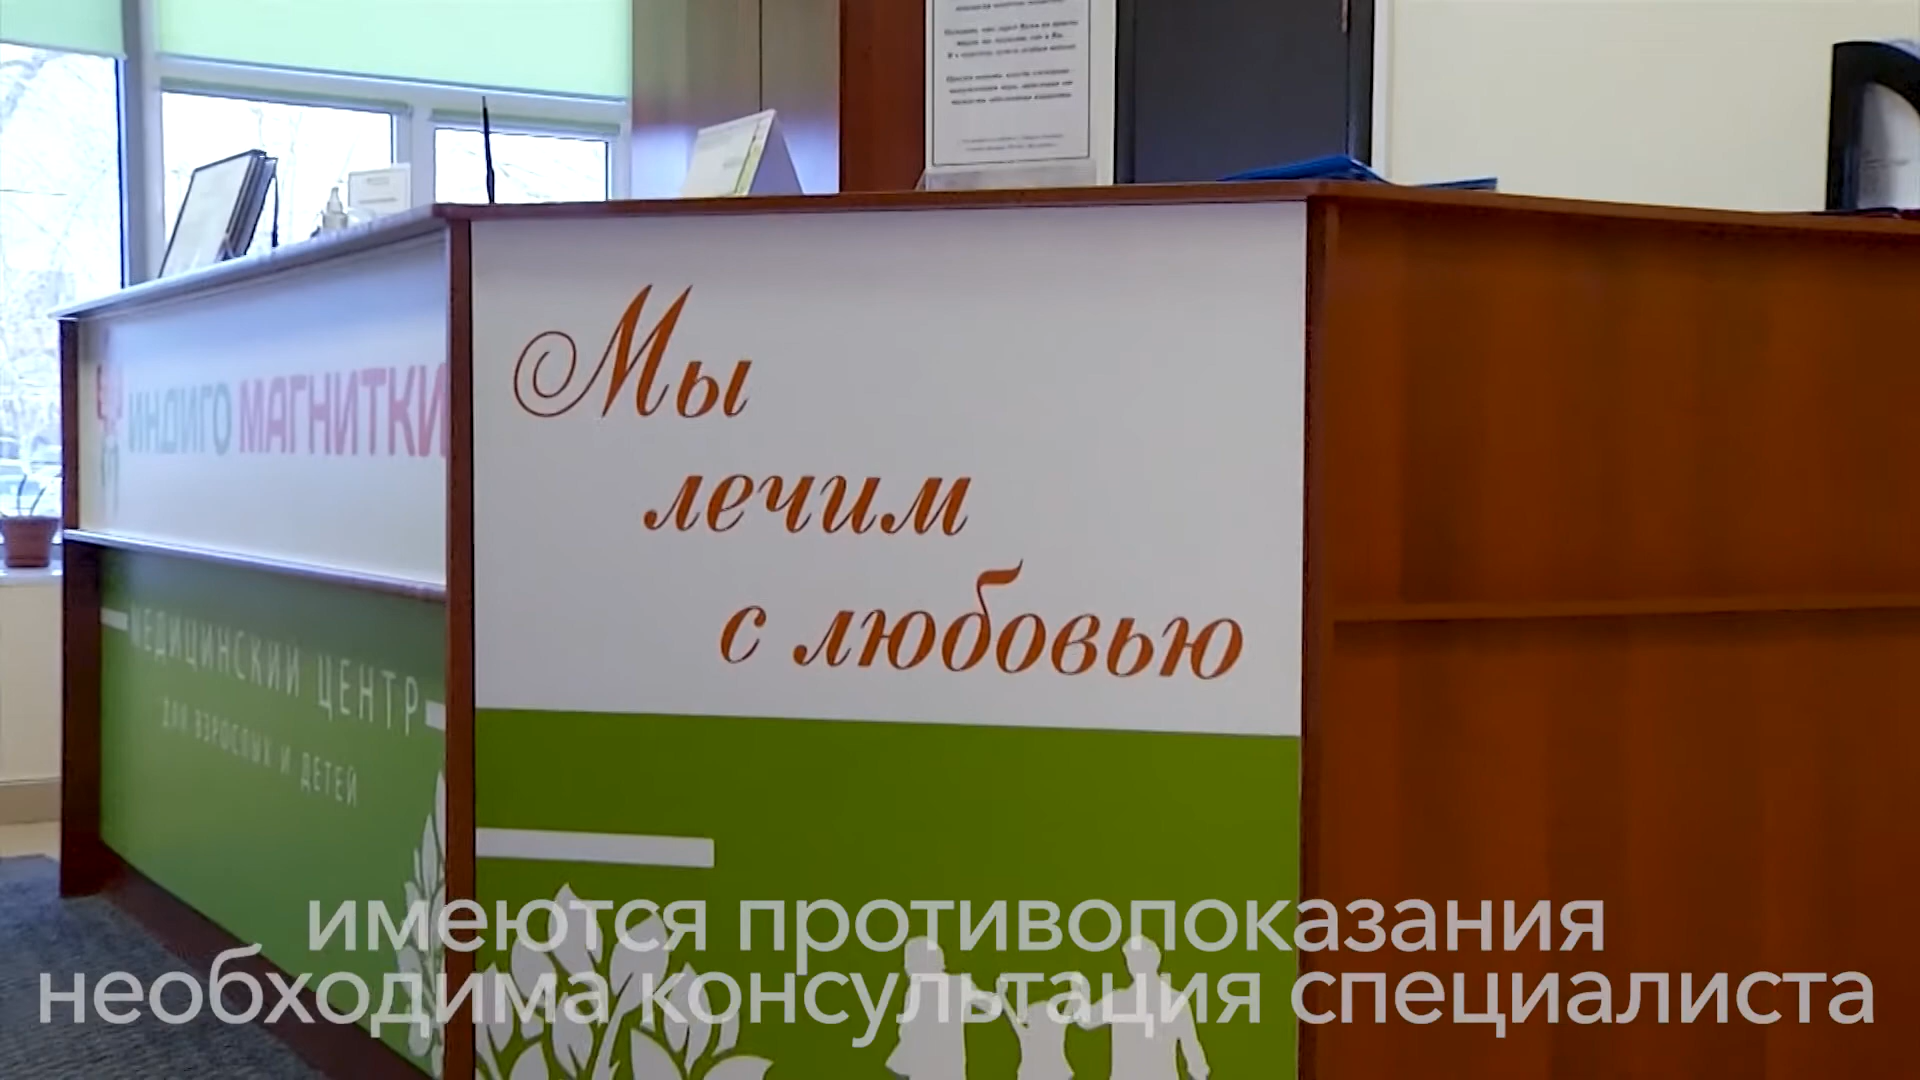 Мы
лечим
с любовью
ИНДИГО МАГНИТКИ
МЕДИЦИНСКИЙ ЦЕНТР
ДЛЯ ВЗРОСЛЫХ И ДЕТЕЙ
имеются противопоказания
необходима консультация специалиста